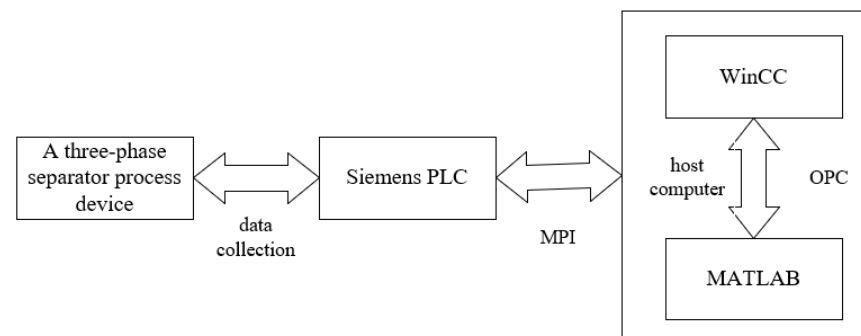 A three-phase
separator process
device
data
collection
Siemens PLC
MPI
WinCC
host
computer
OPC
MATLAB